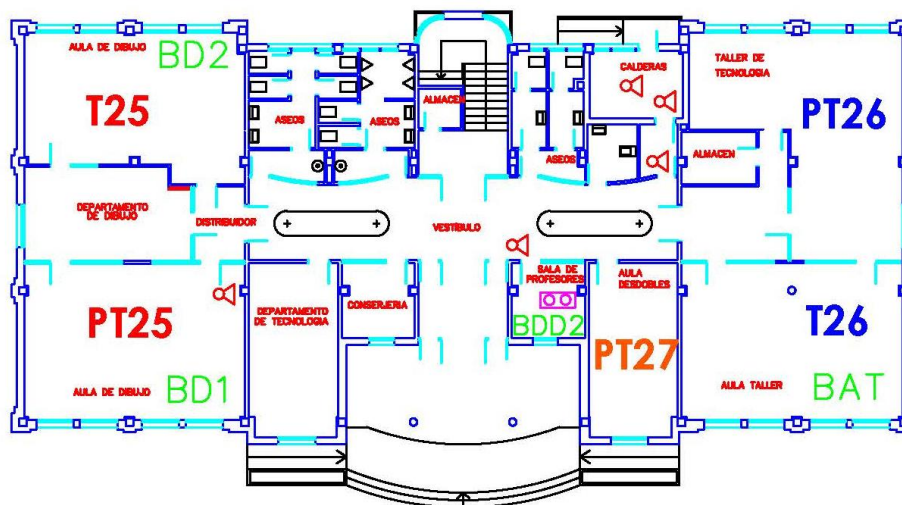 AULA DE DIBUJO
BD2
T25
ASEOS
ASEOS
ALMACEN
CALDERAS
TALLER DE
TECNOLOGIA
PT26
ASEOS
ALMACEN
DEPARTAMENTO
DE DIBUJO
DISTRIBUIDOR
VESTÍBULO
SALA DE
PROFESORES
AULA
DESDOBLES
PT25
DEPARTAMENTO
DE TECNOLOGIA
CONSERJERIA
BDD2
PT27
T26
AULA DE DIBUJO
BD1
AULA TALLER
BAT